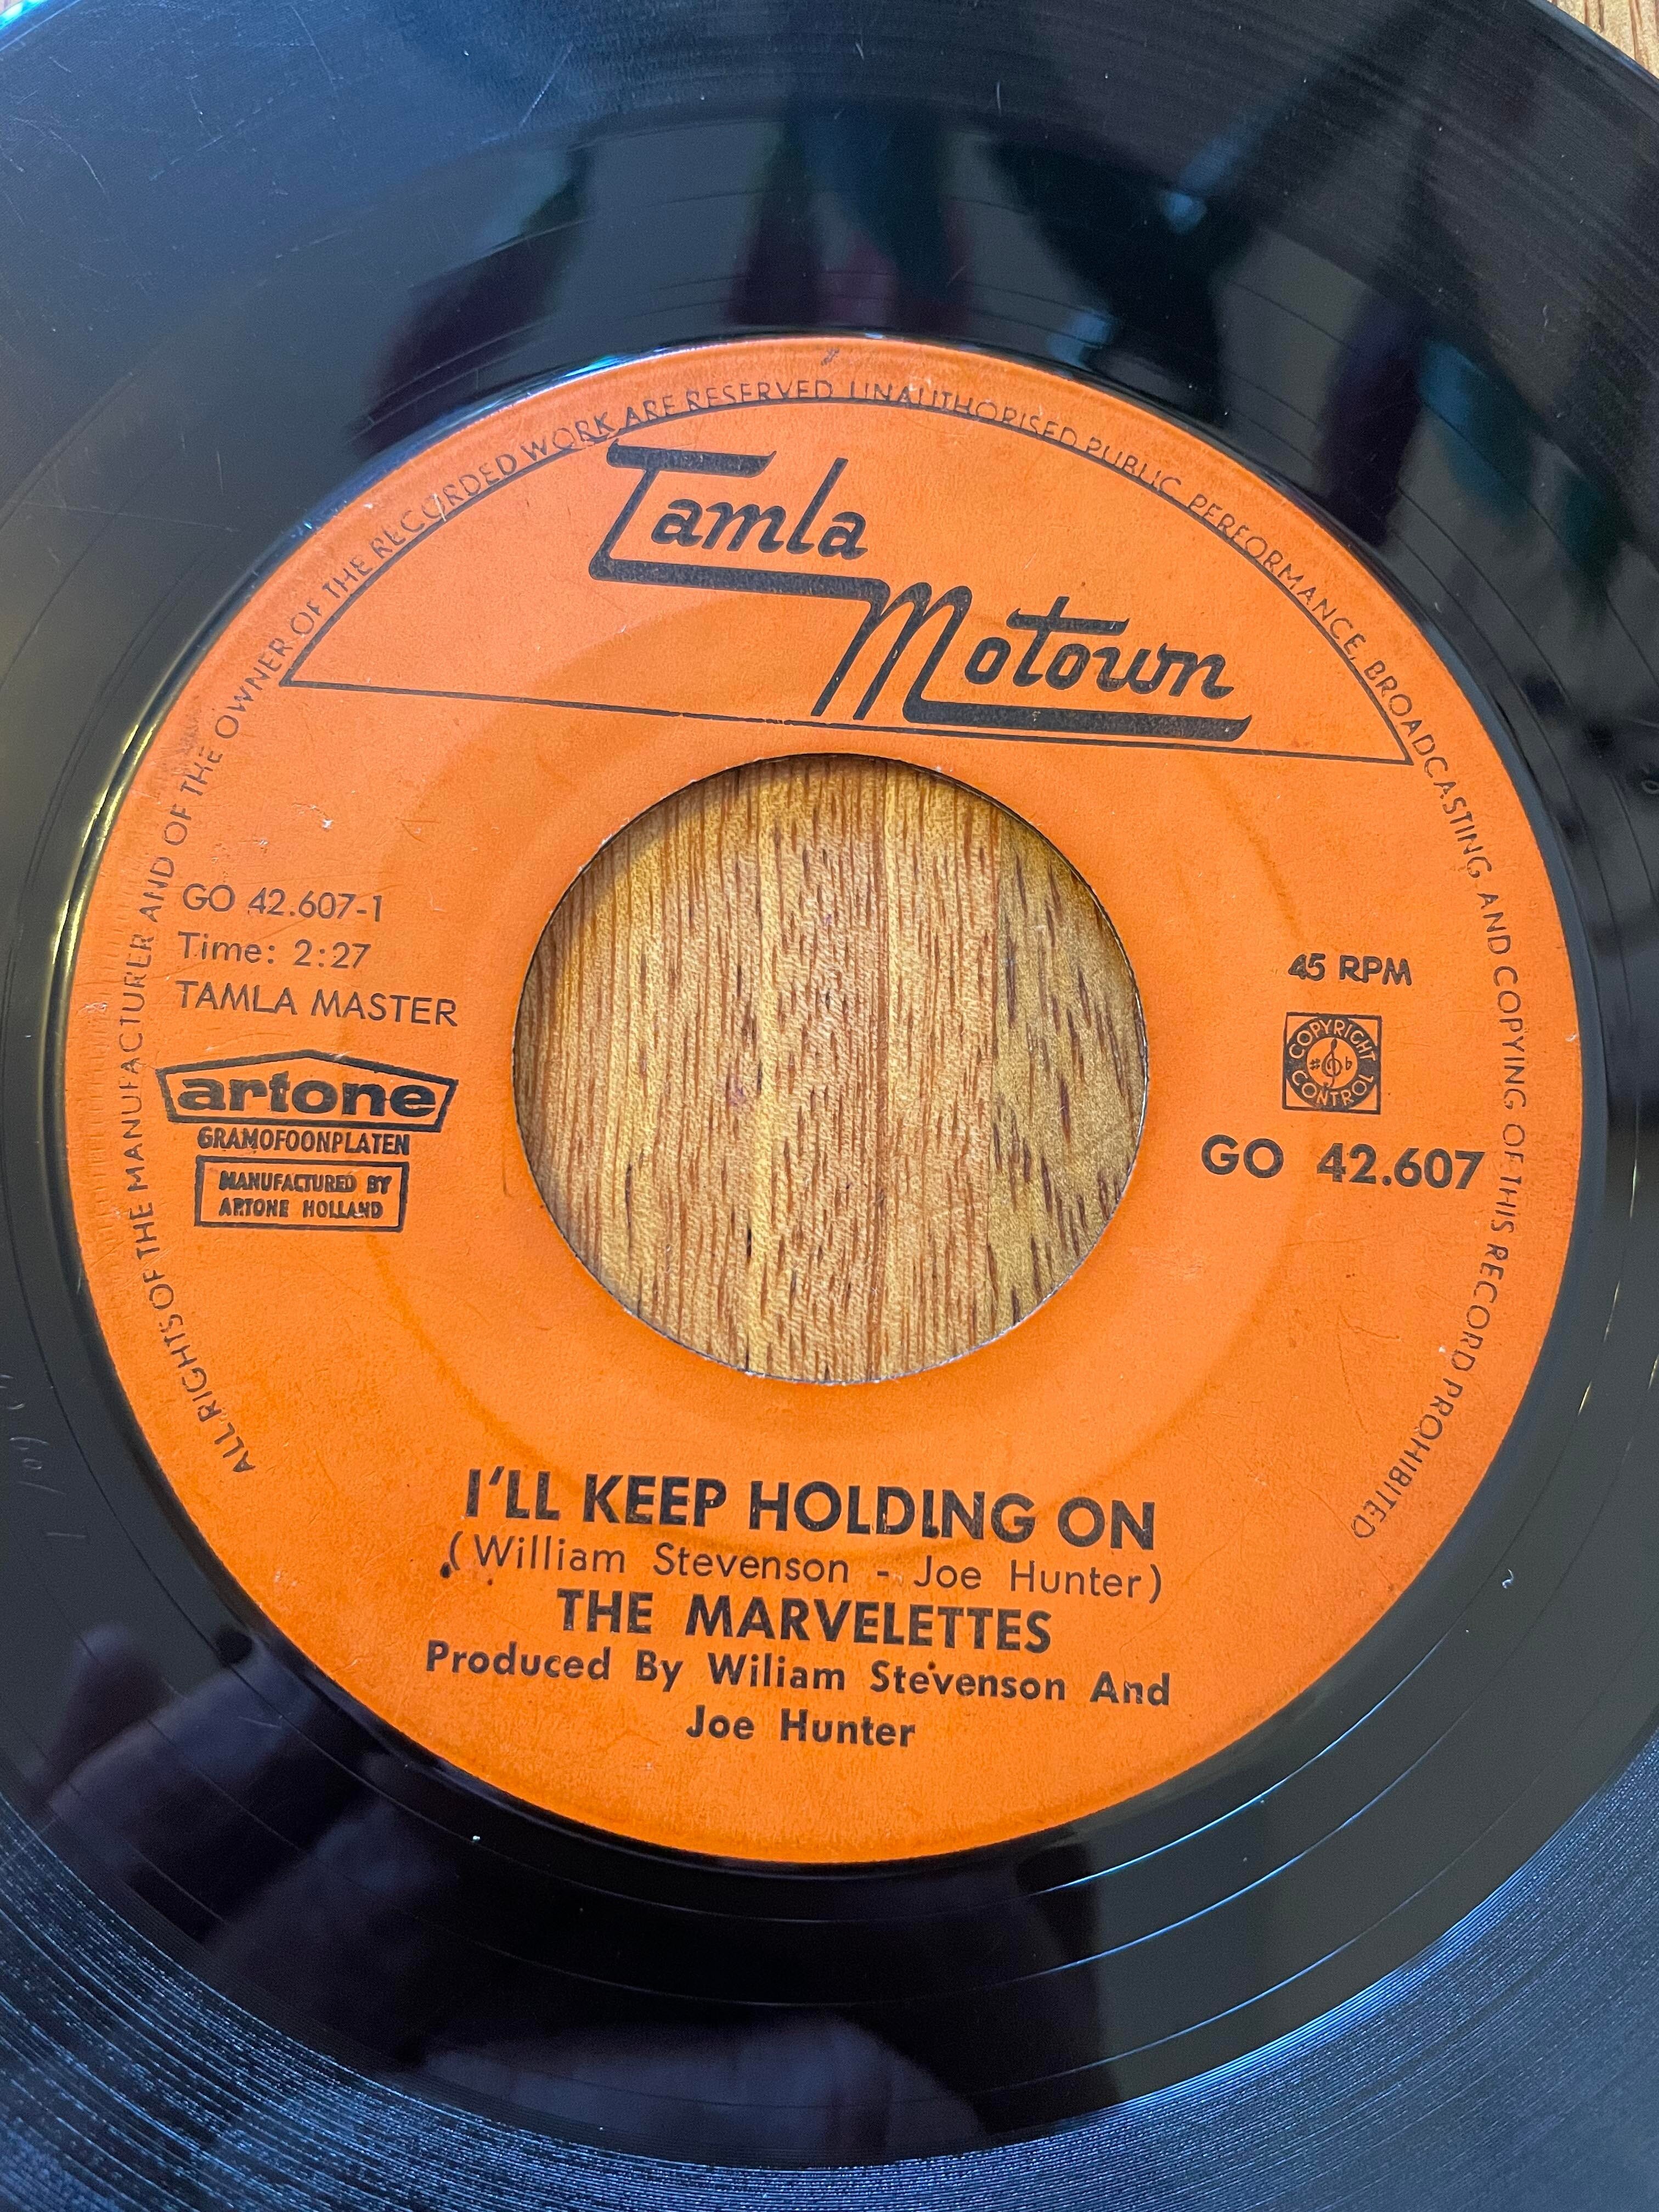 ALL RIGHTS OF THE MANUFACTURER AND OF THE OWNER OF THE RECORDED WORK ARE RESERVED UNAUTHORISED PUBLIC PERFORMANCE, BROADCASTING AND COPYING OF THIS RECORD PROHIBITED
Tamla
Motown
GO 42.607-1
Time: 2:27
TAMLA MASTER
artone
GRAMOFOONPLATEN
MANUFACTURED BY
ARTONE HOLLAND
45 RPM
COPYRIGHT
CONTROL
GO 42.607
I'LL KEEP HOLDING ON
(William Stevenson - Joe Hunter)
THE MARVELETTES
Produced By Wiliam Stevenson And
Joe Hunter